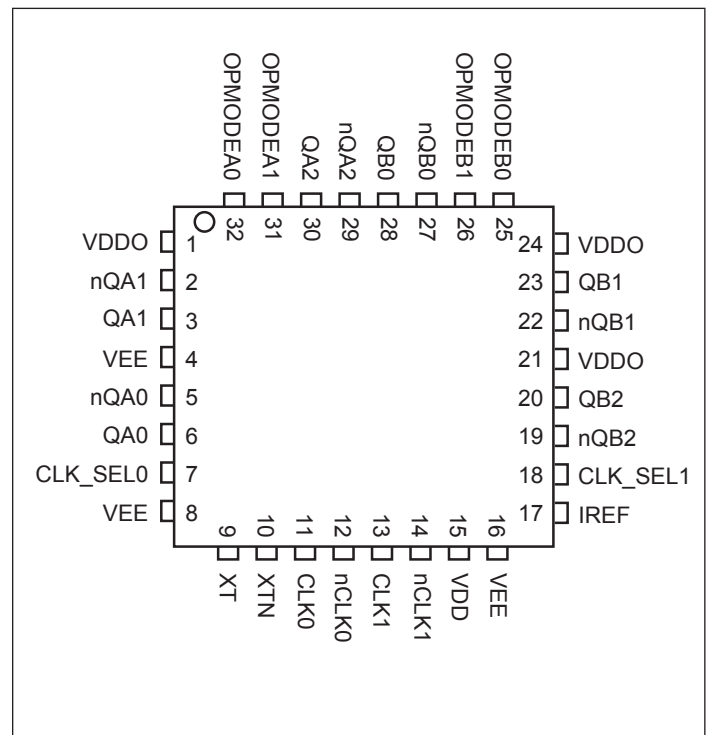 OPMODEA0
OPMODEA1
QA2
nQA2
QB0
nQB0
OPMODEB1
OPMODEB0
32
31
30
29
28
27
26
25
VDDO 1
nQA1 2
QA1 3
VEE 4
nQA0 5
QA0 6
CLK_SEL0 7
VEE 8
24 VDDO
23 QB1
22 nQB1
21 VDDO
20 QB2
19 nQB2
18 CLK_SEL1
17 IREF
9
10
11
12
13
14
15
16
XT
XTN
CLK0
nCLK0
CLK1
nCLK1
VDD
VEE